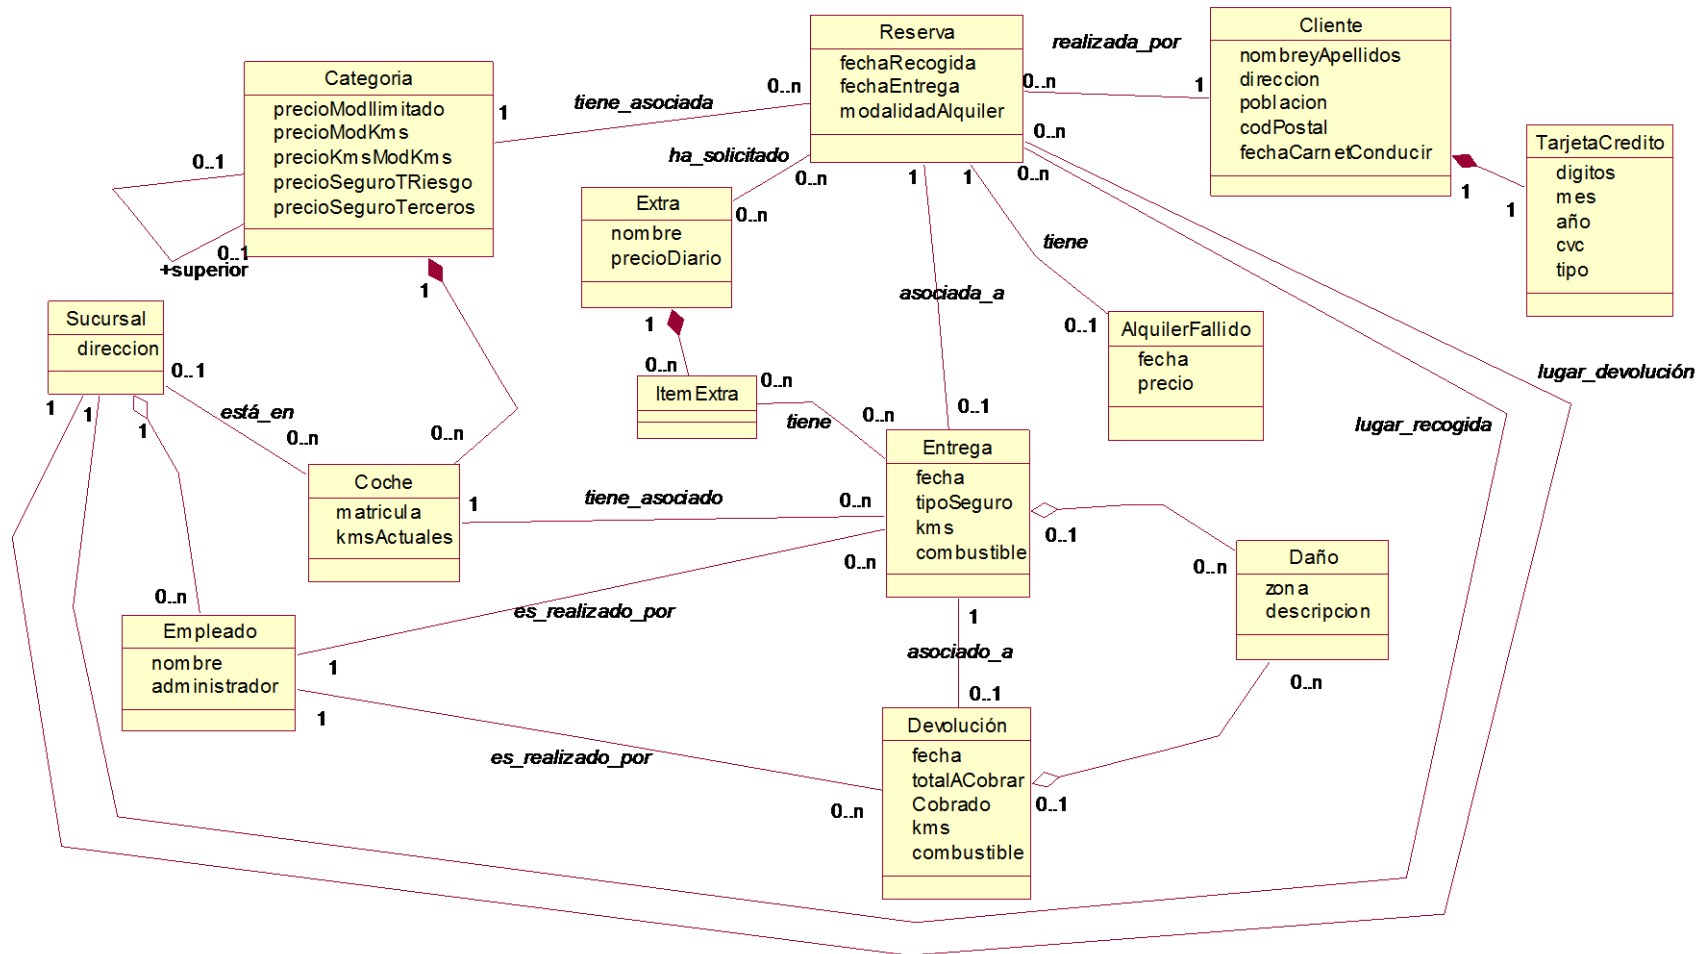 Reserva
fechaRecogida
fechaEntrega
modalidadAlquiler
Cliente
nombreyApellidos
direccion
poblacion
codPostal
fechaCarnetConducir
realizada_por
0..n
1
Categoria
precioModIlimitado
precioModKms
precioKmsModKms
precioSeguroTRiesgo
precioSeguroTerceros
1
tiene_asociada
0..n
0..1
0..1
+superior
TarjetaCredito
digitos
mes
año
cvc
tipo
1
1
ha_solicitado
0..n
0..n
Extra
nombre
precioDiario
1
1
0..n
0..n
tiene
asociada_a
1
0..n
Sucursal
direccion
0..1
1
1
1
está_en
0..n
0..n
ItemExtra
0..n
tiene
0..n
0..1
0..1
AlquilerFallido
fecha
precio
lugar_devolución
lugar_recogida
Coche
matricula
kmsActuales
1
tiene_asociado
0..n
Entrega
fecha
tipoSeguro
kms
combustible
0..1
0..n
Daño
zona
descripcion
0..n
0..n
Empleado
nombre
administrador
1
es_realizado_por
0..n
1
asociado_a
0..1
1
es_realizado_por
0..n
Devolución
fecha
totalACobrar
Cobrado
kms
combustible
0..1